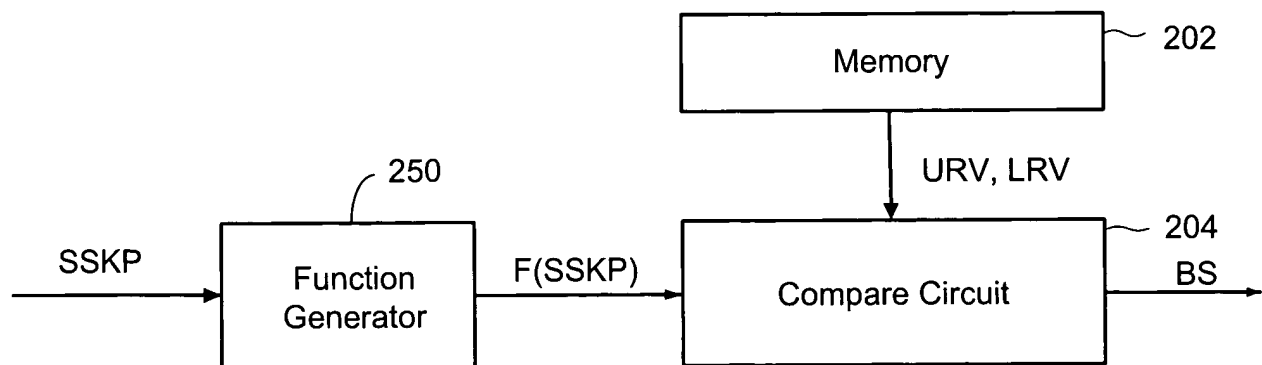 Memory
202
URV, LRV
250
204
SSKP
Function
Generator
F(SSKP)
Compare Circuit
BS